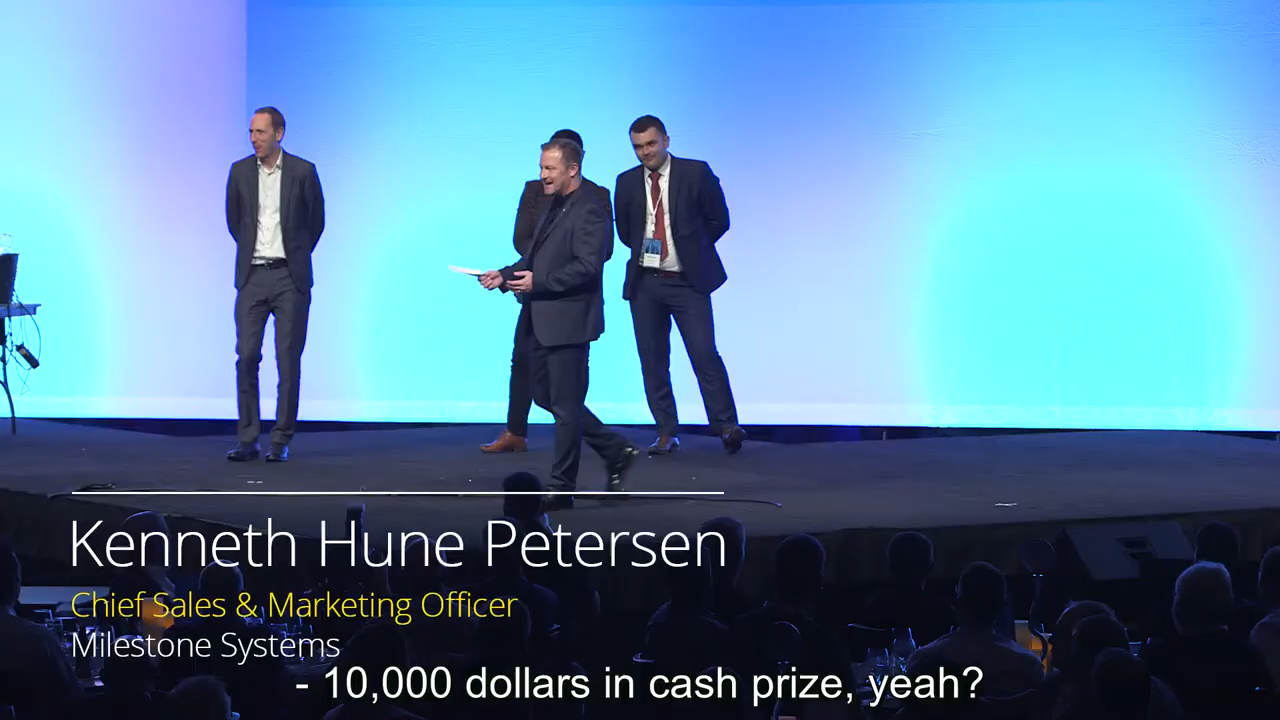 Kenneth Hune Petersen
Chief Sales & Marketing Officer
Milestone Systems
- 10,000 dollars in cash prize, yeah?